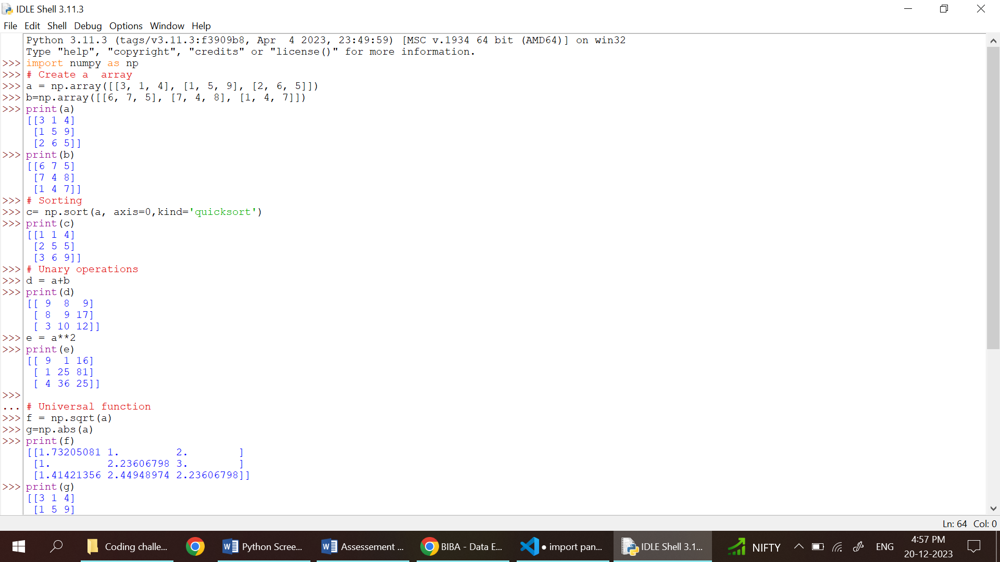 IDLE Shell 3.11.3
File Edit Shell Debug Options Window Help
Python 3.11.3 (tags/v3.11.3:f3909b8, Apr  4 2023, 23:49:59) [MSC v.1934 64 bit (AMD64)] on win32
Type "help", "copyright", "credits" or "license()" for more information.
>>> import numpy as np
>>> # Create a  array
>>> a = np.array([[3, 1, 4], [1, 5, 9], [2, 6, 5]])
>>> b=np.array([[6, 7, 5], [7, 4, 8], [1, 4, 7]])
>>> print(a)
[[3 1 4]
 [1 5 9]
 [2 6 5]]
>>> print(b)
[[6 7 5]
 [7 4 8]
 [1 4 7]]
>>> # Sorting
>>> c= np.sort(a, axis=0,kind='quicksort')
>>> print(c)
[[1 1 4]
 [2 5 5]
 [3 6 9]]
>>> # Unary operations
>>> d = a+b
>>> print(d)
[[ 9  8  9]
 [ 8  9 17]
 [ 3 10 12]]
>>> e = a**2
>>> print(e)
[[ 9  1 16]
 [ 1 25 81]
 [ 4 36 25]]
>>>
... # Universal function
>>> f = np.sqrt(a)
>>> g=np.abs(a)
>>> print(f)
[[1.73205081 1.         2.        ]
 [1.         2.23606798 3.        ]
 [1.41421356 2.44948974 2.23606798]]
>>> print(g)
[[3 1 4]
 [1 5 9]
Ln: 64 Col: 0
Coding challe... Python Scree... Assessement ... BIBA - Data E... ● import pan... IDLE Shell 3.1... NIFTY ENG 4:57 PM
20-12-2023